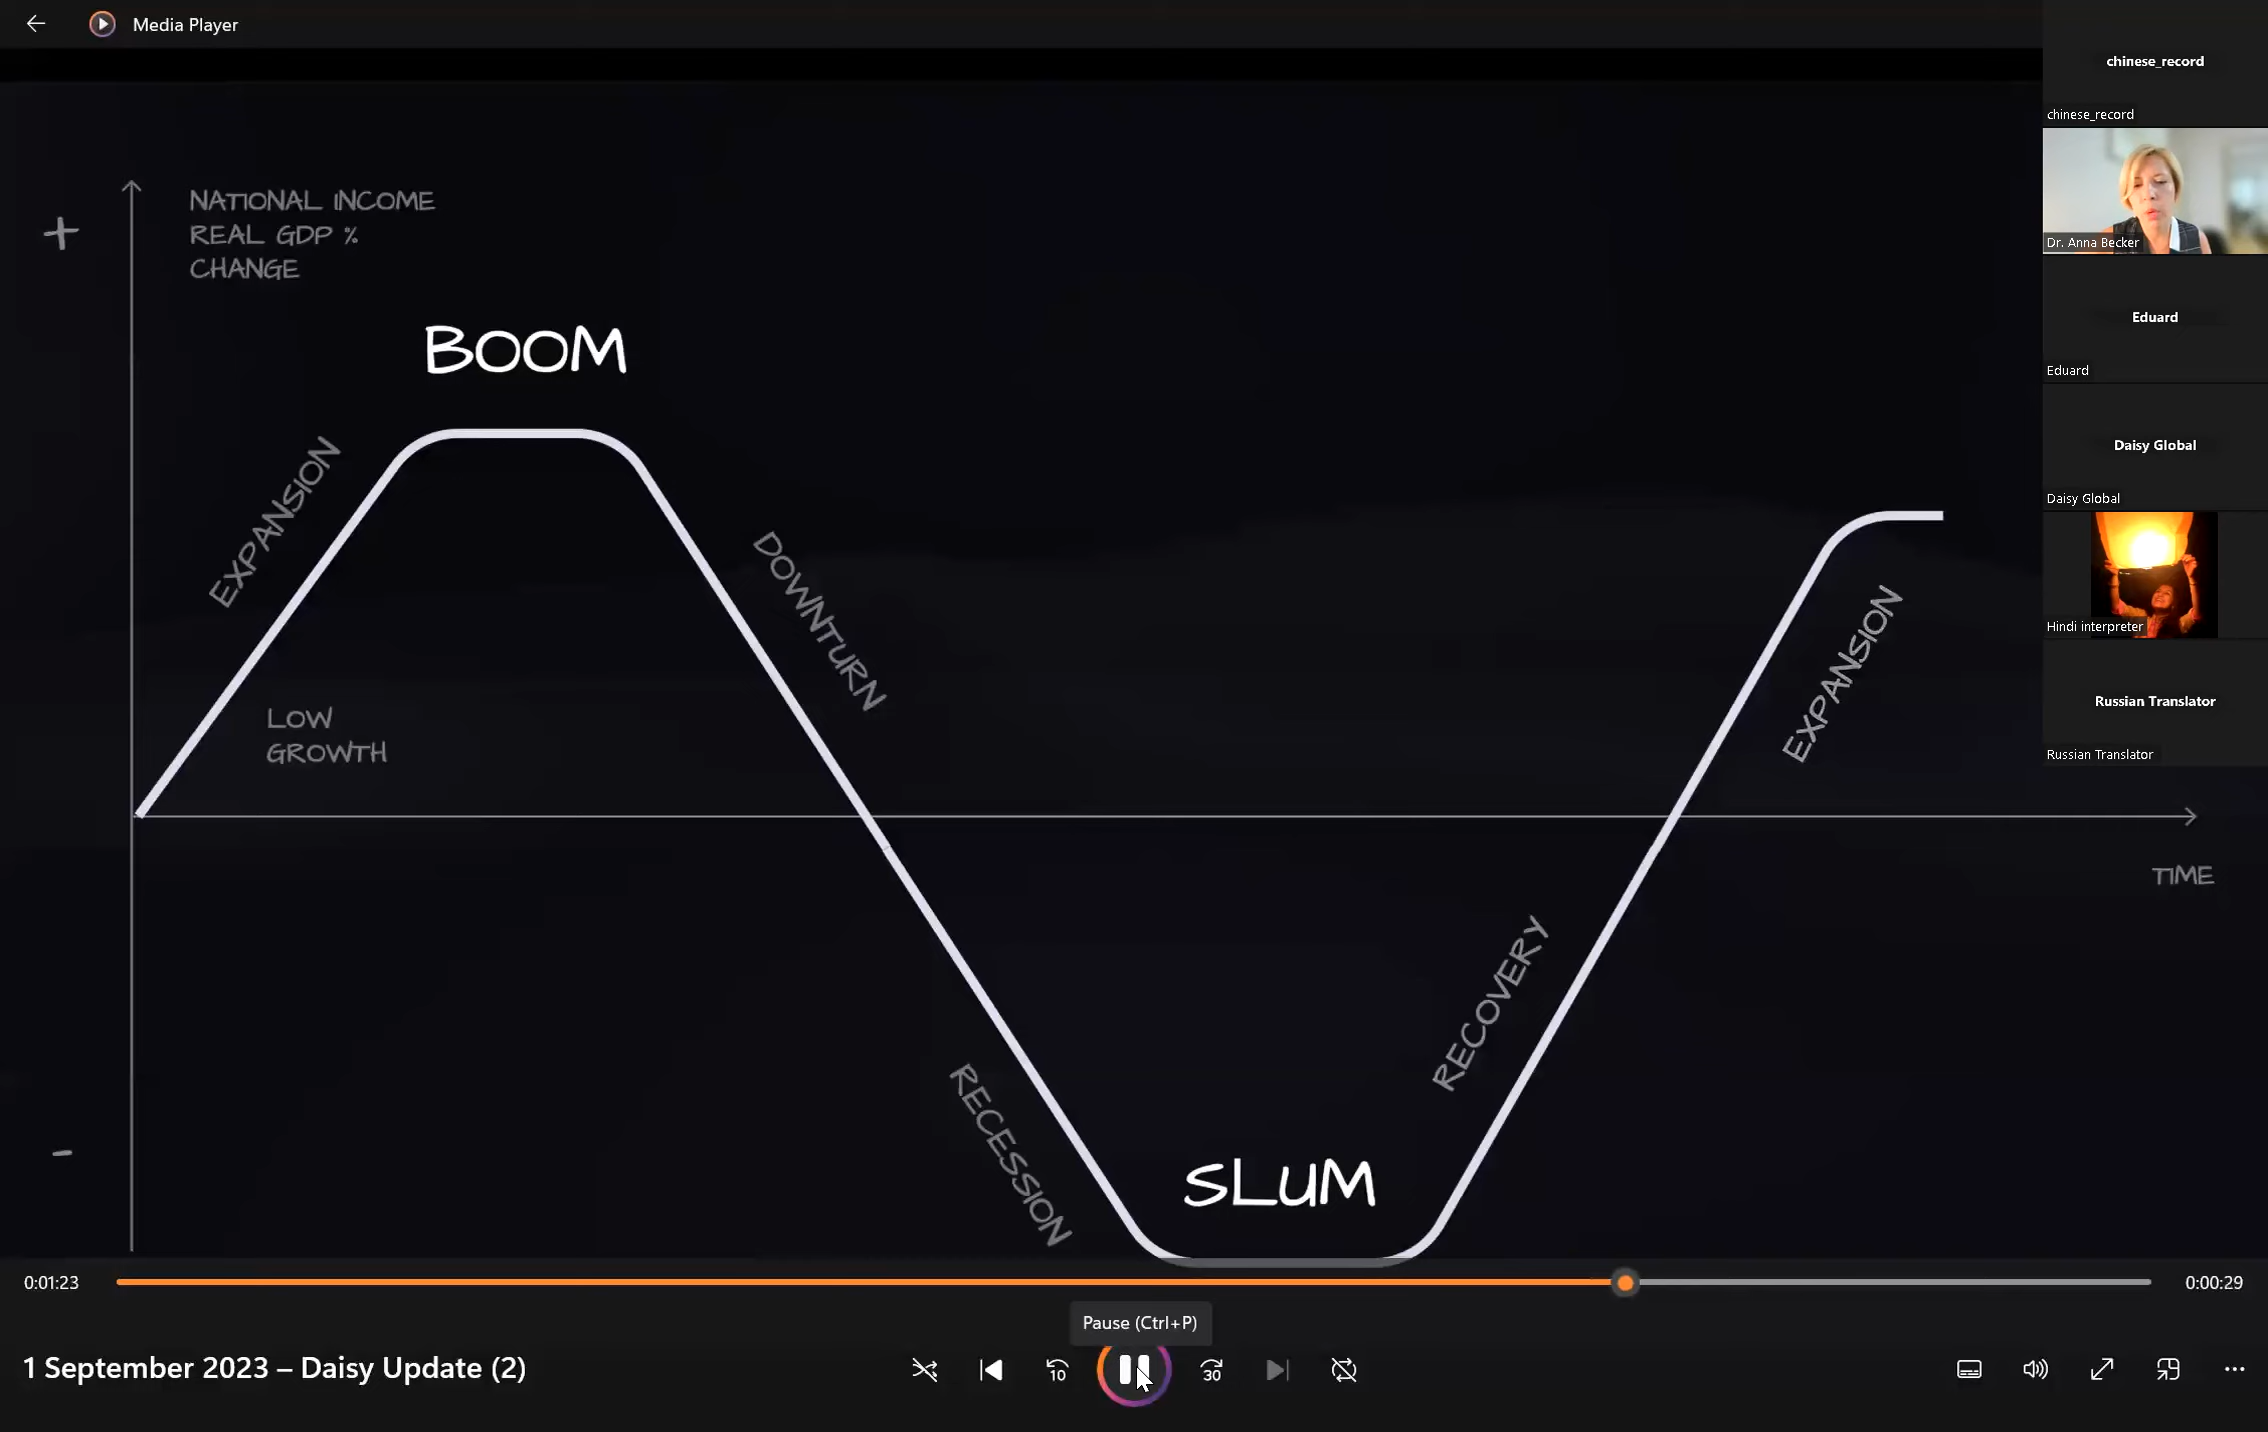 Media Player
chinese_record
chinese_record
Dr. Anna Becker
Eduard
Eduard
Daisy Global
Daisy Global
Hindi interpreter
Russian Translator
Russian Translator
+
NATIONAL INCOME
REAL GDP %
CHANGE
BOOM
EXPANSION
LOW
GROWTH
DOWNTURN
EXPANSION
TIME
RECOVERY
RECESSION
SLUM
-
0:01:23
0:00:29
Pause (Ctrl+P)
1 September 2023 – Daisy Update (2)
10
30